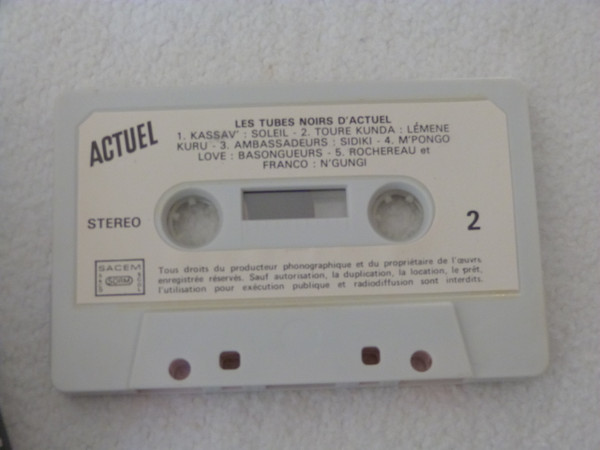 ACTUEL
LES TUBES NOIRS D'ACTUEL
1. KASSAV' : SOLEIL - 2. TOURE KUNDA : LÉMENE
KURU - 3. AMBASSADEURS : SIDIKI - 4. M'PONGO
LOVE : BASONGUEURS - 5. ROCHEREAU et
FRANCO : N'GUNGI
STEREO
2
SACEM
SDRM
Tous droits du producteur phonographique et du propriétaire de l'œuvre
enregistrée réservés. Sauf autorisation, la duplication, la location, le prêt,
l'utilisation pour exécution publique et radiodiffusion sont interdits.